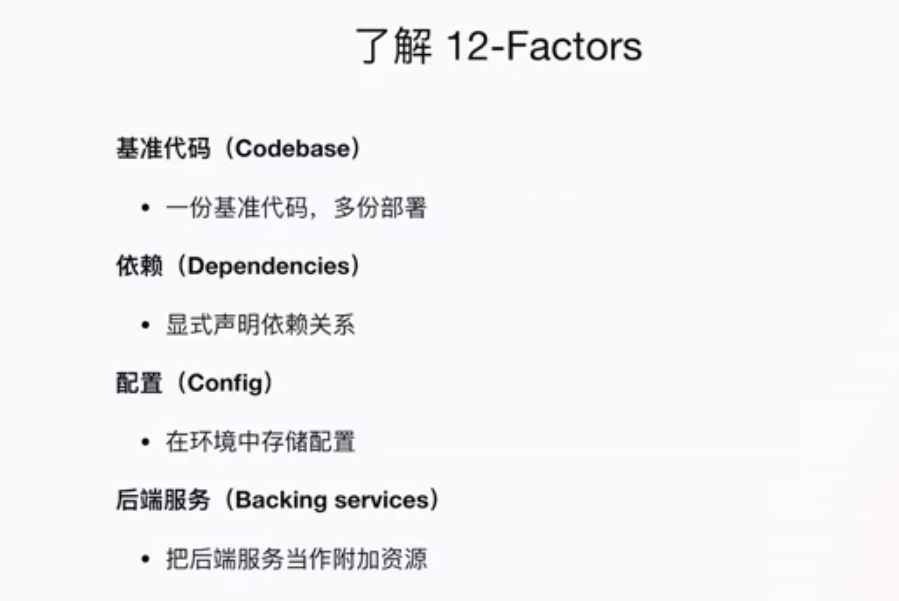 了解 12-Factors
基准代码（Codebase）
• 一份基准代码，多份部署
依赖（Dependencies）
• 显式声明依赖关系
配置（Config）
• 在环境中存储配置
后端服务（Backing services）
• 把后端服务当作附加资源